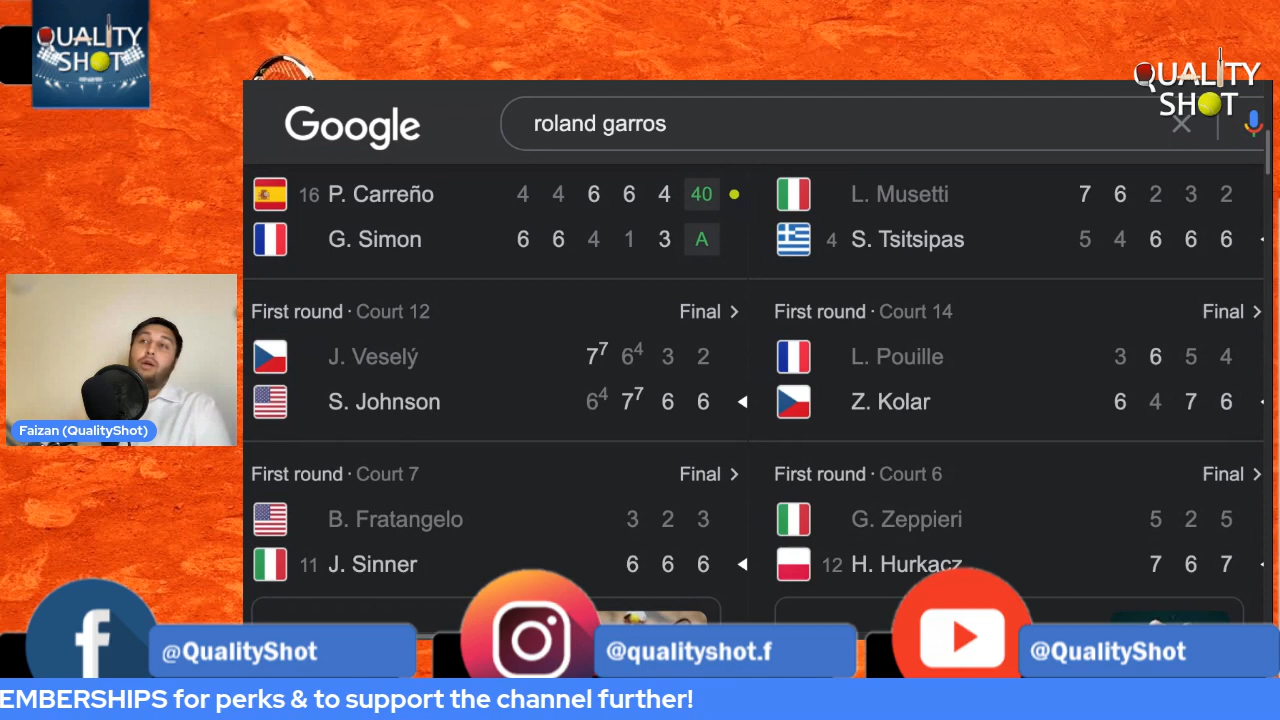 QUALITY
SHOT
QUALITY
SHOT
Google
roland garros
16 P. Carreño 4 4 6 6 4 40
G. Simon 6 6 4 1 3 A
L. Musetti 7 6 2 3 2
4 S. Tsitsipas 5 4 6 6 6
First round · Court 12 Final
J. Veselý 7⁷ 6⁴ 3 2
S. Johnson 6⁴ 7⁷ 6 6
First round · Court 14 Final
L. Pouille 3 6 5 4
Z. Kolar 6 4 7 6
First round · Court 7 Final
B. Fratangelo 3 2 3
11 J. Sinner 6 6 6
First round · Court 6 Final
G. Zeppieri 5 2 5
12 H. Hurkacz 7 6 7
Faizan (QualityShot)
@QualityShot
@qualityshot.f
@QualityShot
EMBERSHIPS for perks & to support the channel further!